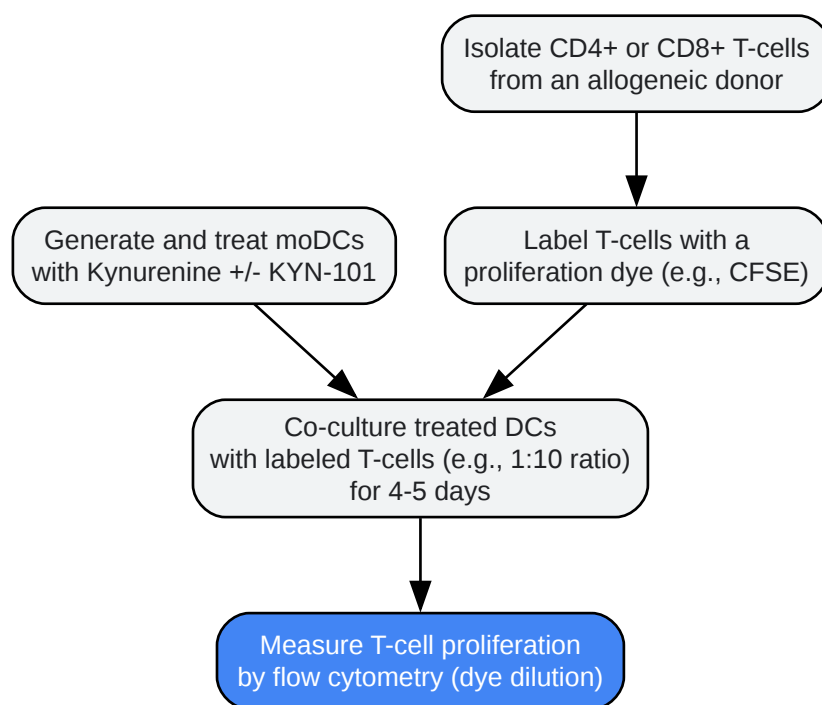 Isolate CD4+ or CD8+ T-cells
from an allogeneic donor
Generate and treat moDCs
with Kynurenine +/- KYN-101
Label T-cells with a
proliferation dye (e.g., CFSE)
Co-culture treated DCs
with labeled T-cells (e.g., 1:10 ratio)
for 4-5 days
Measure T-cell proliferation
by flow cytometry (dye dilution)